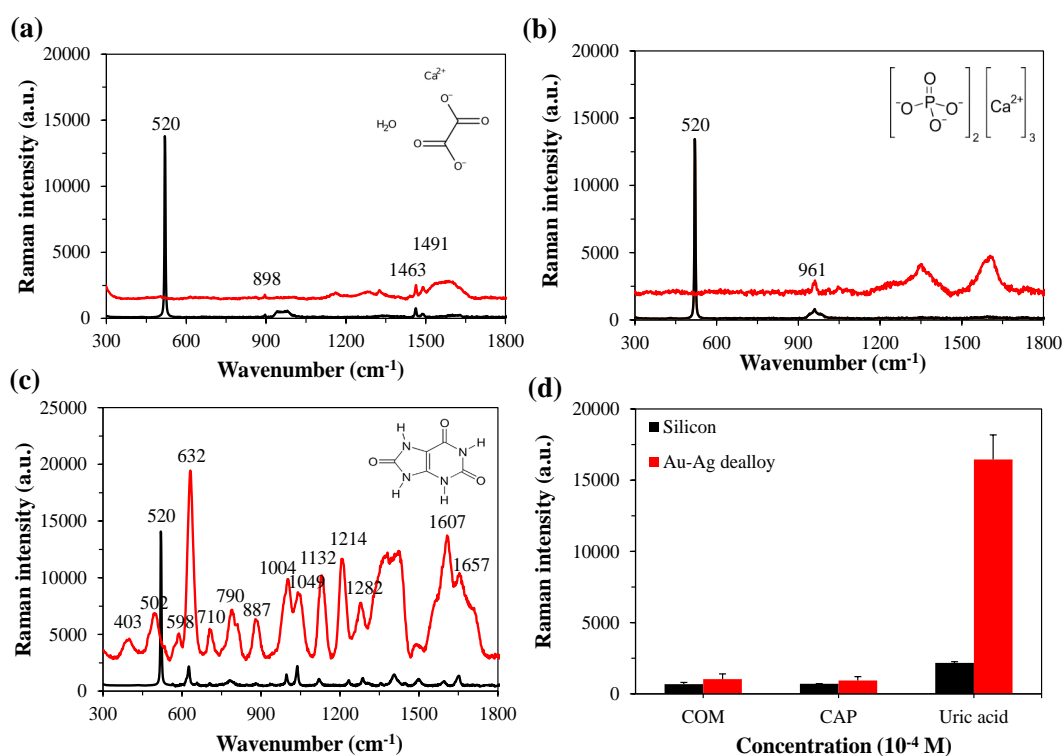 (a)
Raman intensity (a.u.)
20000
15000
10000
5000
0
520
898
1463
1491
Ca²⁺
H₂O
O⁻
O
O
O⁻
300 600 900 1200 1500 1800
Wavenumber (cm⁻¹)
(b)
Raman intensity (a.u.)
20000
15000
10000
5000
0
520
961
O
⁻O P O⁻
O⁻
2
Ca²⁺
3
300 600 900 1200 1500 1800
Wavenumber (cm⁻¹)
(c)
Raman intensity (a.u.)
25000
20000
15000
10000
5000
0
403
502
520
598
632
710
790
887
1004
1049
1132
1214
1282
1607
1657
H O
N N H
O
N N O
H H
300 600 900 1200 1500 1800
Wavenumber (cm⁻¹)
(d)
Raman intensity (a.u.)
20000
15000
10000
5000
0
Silicon
Au-Ag dealloy
COM CAP Uric acid
Concentration (10⁻⁴ M)